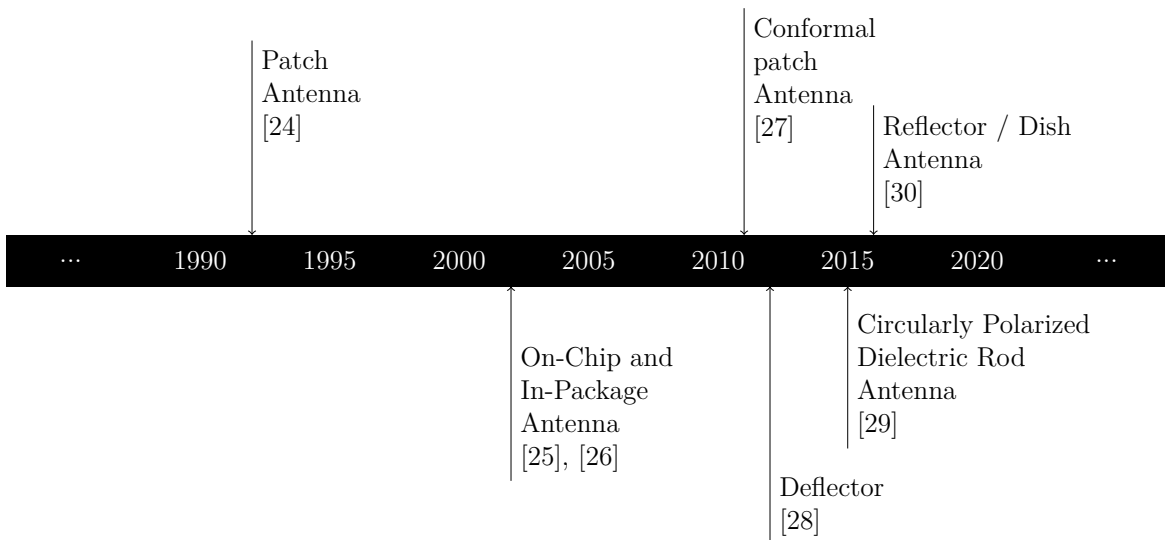 Conformal
patch
Antenna
[27]
Patch
Antenna
[24]
Reflector / Dish
Antenna
[30]
... 1990 1995 2000 2005 2010 2015 2020 ...
Circularly Polarized
Dielectric Rod
Antenna
[29]
On-Chip and
In-Package
Antenna
[25], [26]
Deflector
[28]